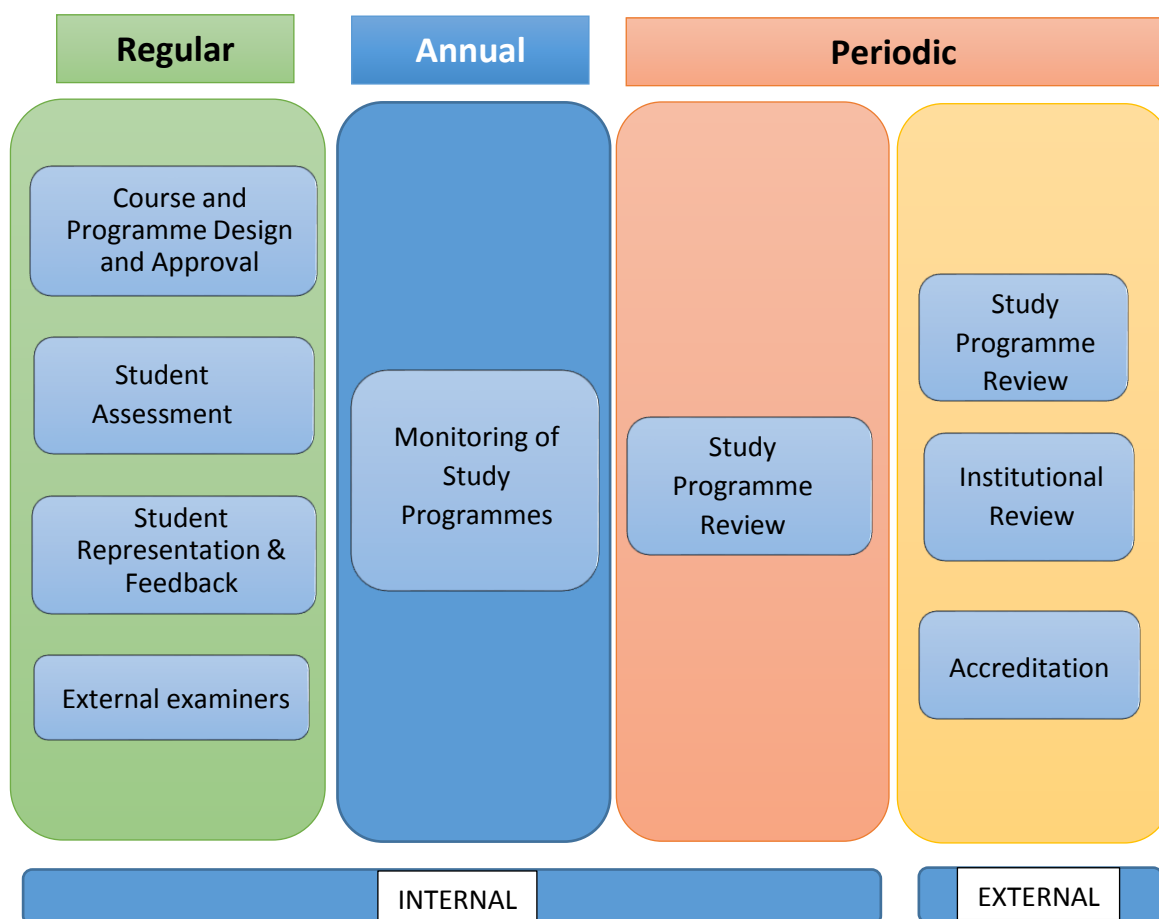 Regular
Annual
Periodic
Course and
Programme Design
and Approval
Student
Assessment
Student
Representation &
Feedback
External examiners
Monitoring of
Study
Programmes
Study
Programme
Review
Study
Programme
Review
Institutional
Review
Accreditation
INTERNAL
EXTERNAL